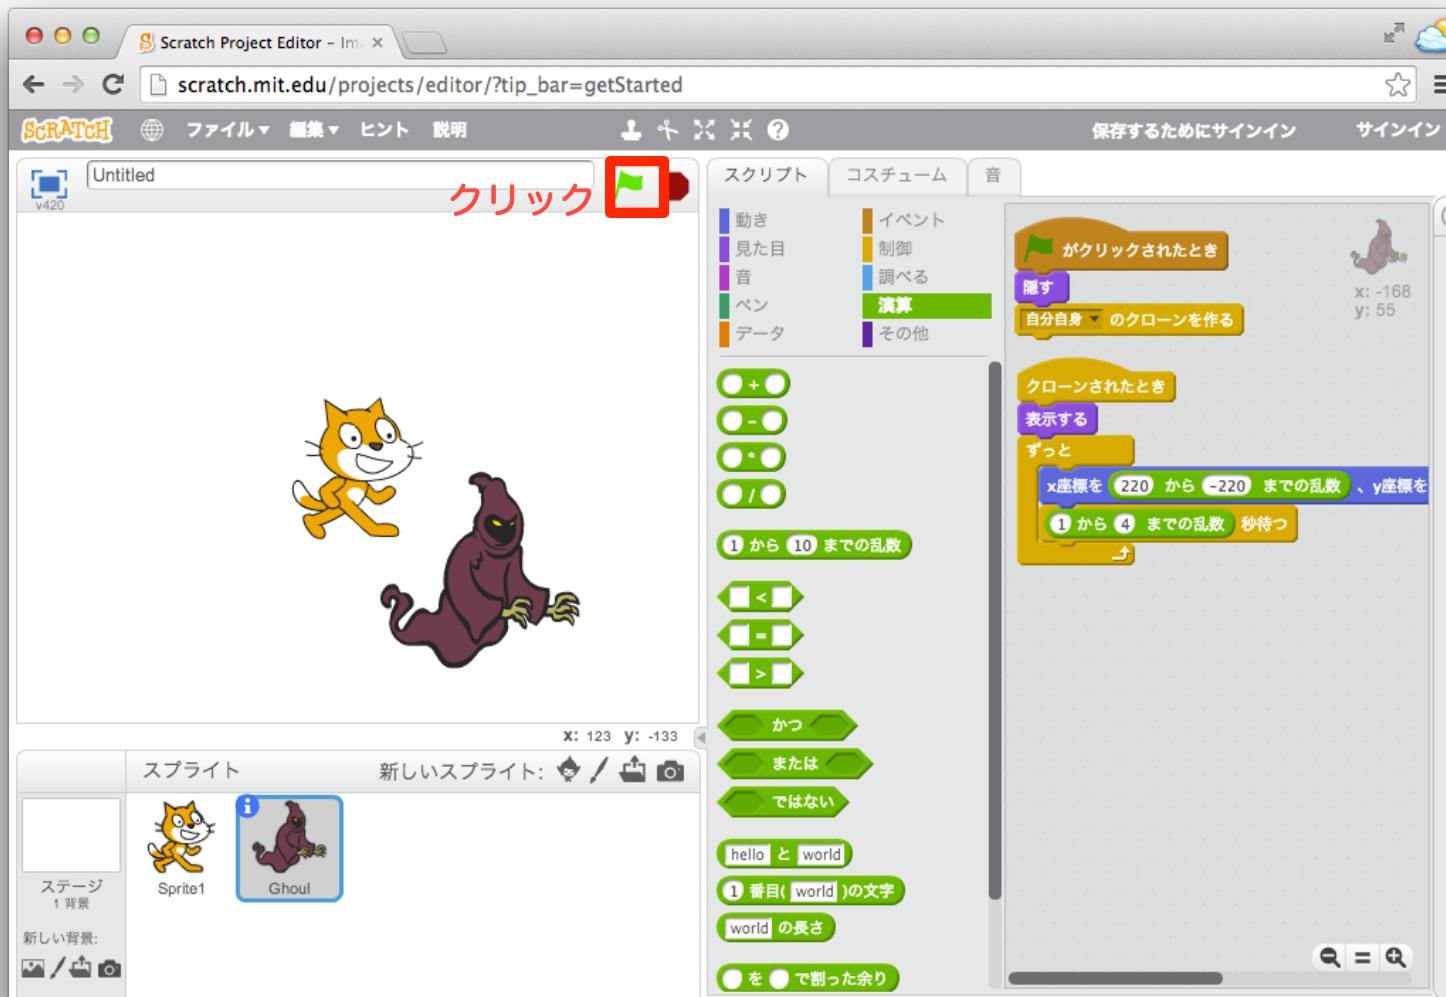 Scratch Project Editor – Ima
scratch.mit.edu/projects/editor/?tip_bar=getStarted
SCRATCH ファイル▼ 編集▼ ヒント 説明 保存するためにサインイン サインイン
Untitled
v420
クリック
スクリプト コスチューム 音
動き イベント
見た目 制御
音 調べる
ペン 演算
データ その他
+
-
*
/
1 から 10 までの乱数
<
=
>
かつ
または
ではない
hello と world
1 番目( world )の文字
world の長さ
を で割った余り
がクリックされたとき
隠す
自分自身 ▼ のクローンを作る
クローンされたとき
表示する
ずっと
x座標を 220 から -220 までの乱数 、y座標を
1 から 4 までの乱数 秒待つ
x: -168
y: 55
x: 123 y: -133
スプライト 新しいスプライト:
Sprite1
Ghoul
ステージ
1 背景
新しい背景: